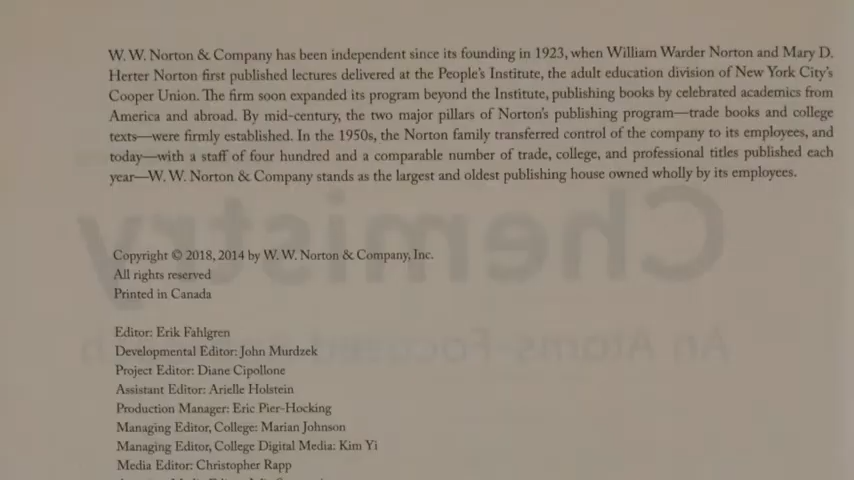 W. W. Norton & Company has been independent since its founding in 1923, when William Warder Norton and Mary D.
Herter Norton first published lectures delivered at the People's Institute, the adult education division of New York City's
Cooper Union. The firm soon expanded its program beyond the Institute, publishing books by celebrated academics from
America and abroad. By mid-century, the two major pillars of Norton's publishing program—trade books and college
texts—were firmly established. In the 1950s, the Norton family transferred control of the company to its employees, and
today—with a staff of four hundred and a comparable number of trade, college, and professional titles published each
year—W. W. Norton & Company stands as the largest and oldest publishing house owned wholly by its employees.
Chemistry
An Atoms-Focused
Copyright © 2018, 2014 by W. W. Norton & Company, Inc.
All rights reserved
Printed in Canada
Editor: Erik Fahlgren
Developmental Editor: John Murdzek
Project Editor: Diane Cipollone
Assistant Editor: Arielle Holstein
Production Manager: Eric Pier-Hocking
Managing Editor, College: Marian Johnson
Managing Editor, College Digital Media: Kim Yi
Media Editor: Christopher Rapp